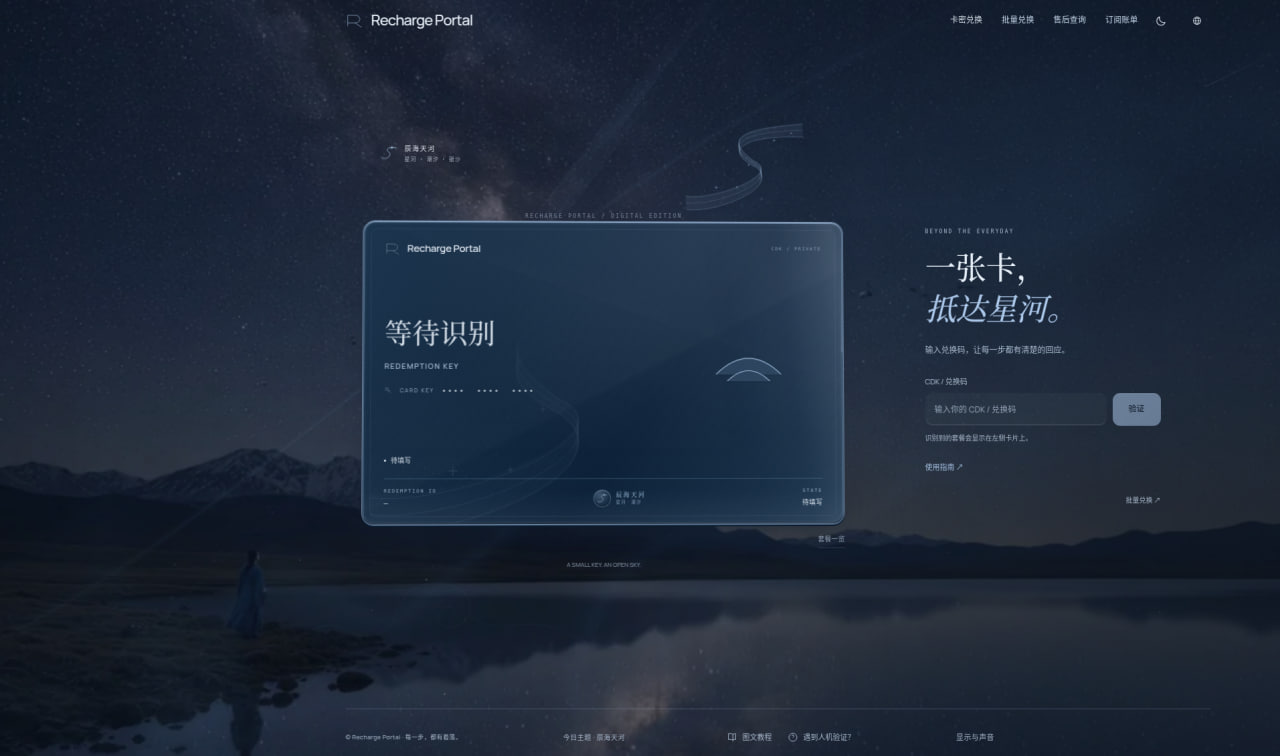 Recharge Portal
卡密兑换 批量兑换 售后查询 订阅账单
辰海天河
星河 · 潮汐 · 银沙
RECHARGE PORTAL / DIGITAL EDITION
Recharge Portal
CDK / PRIVATE
等待识别
REDEMPTION KEY
CARD KEY •••• •••• ••••
• 待填写
REDEMPTION ID
—
辰海天河
星河 · 潮汐
STATE
待填写
套餐一览
A SMALL KEY. AN OPEN SKY.
BEYOND THE EVERYDAY
一张卡,
抵达星河。
输入兑换码，让每一步都有清楚的回应。
CDK / 兑换码
输入你的 CDK / 兑换码
验证
识别到的套餐会显示在左侧卡片上。
使用指南 ↗
批量兑换 ↗
© Recharge Portal · 每一步，都有着落。
今日主题 · 辰海天河
图文教程
遇到人机验证?
显示与声音